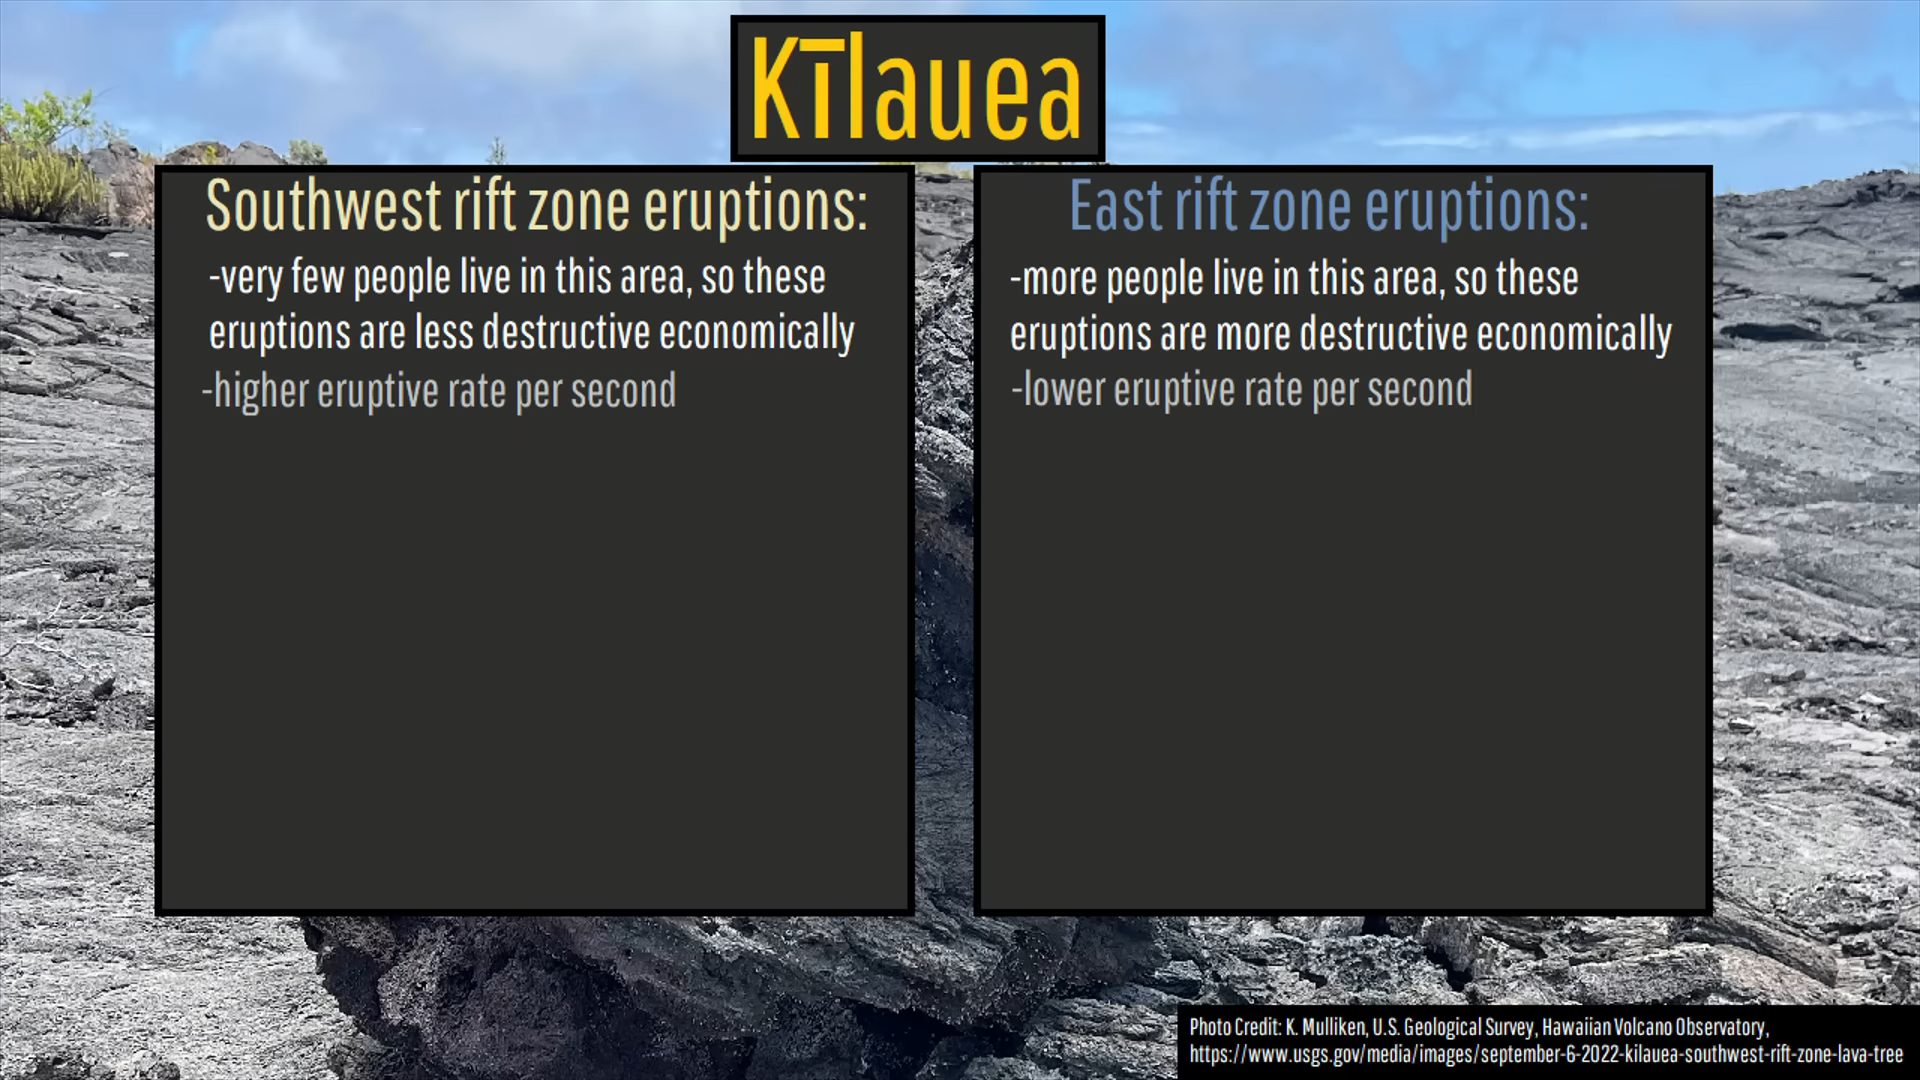 Kīlauea
Southwest rift zone eruptions:
-very few people live in this area, so these
eruptions are less destructive economically
-higher eruptive rate per second
East rift zone eruptions:
-more people live in this area, so these
eruptions are more destructive economically
-lower eruptive rate per second
Photo Credit: K. Mulliken, U.S. Geological Survey, Hawaiian Volcano Observatory,
https://www.usgs.gov/media/images/september-6-2022-kilauea-southwest-rift-zone-lava-tree